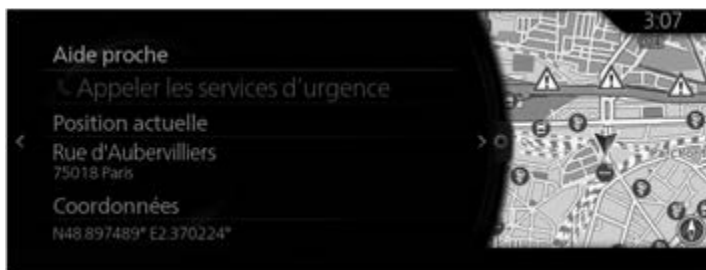 3:07
Aide proche
Appeler les services d'urgence
Position actuelle
Rue d'Aubervilliers
75018 Paris
Coordonnées
N48.897489° E2.370224°